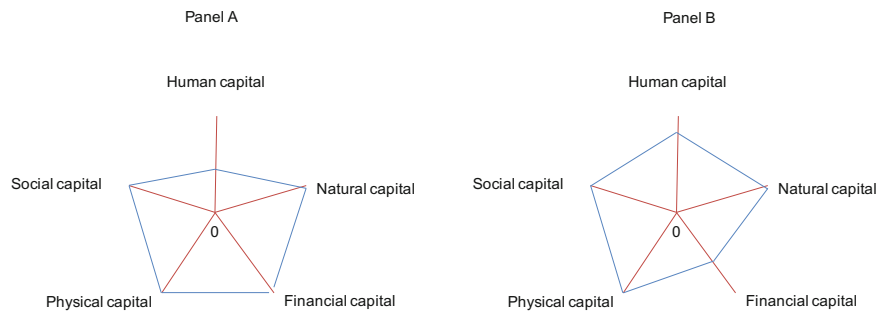 Panel A
Human capital
Social capital
Natural capital
0
Physical capital
Financial capital
Panel B
Human capital
Social capital
Natural capital
0
Physical capital
Financial capital